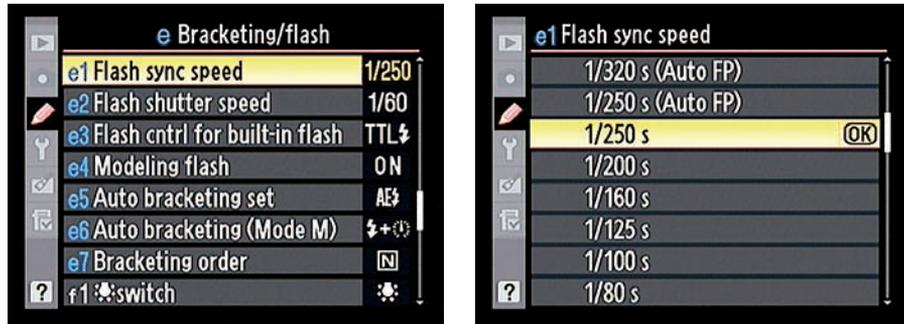 e Bracketing/flash
e1 Flash sync speed 1/250
e2 Flash shutter speed 1/60
e3 Flash cntrl for built-in flash TTL⚡
e4 Modeling flash ON
e5 Auto bracketing set AE⚡
e6 Auto bracketing (Mode M) ⚡+
e7 Bracketing order N
f1 switch
?
e1 Flash sync speed
1/320 s (Auto FP)
1/250 s (Auto FP)
1/250 s OK
1/200 s
1/160 s
1/125 s
1/100 s
1/80 s
?